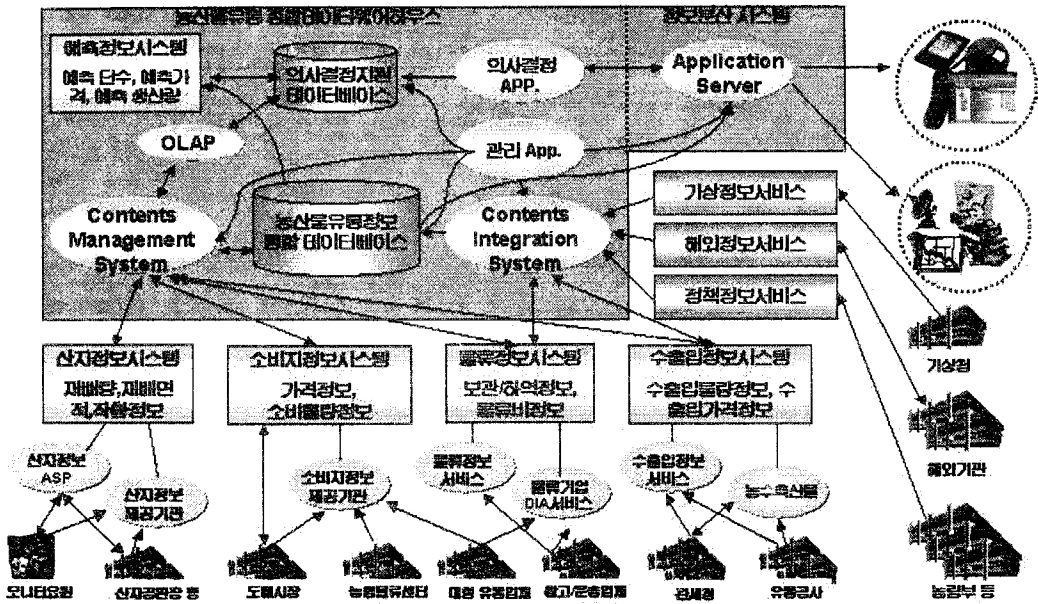 농산물유통 종합데이터웨어하우스
정보분산 시스템
예측정보시스템
예측 단수, 예측가
격, 예측 생산량
의사결정지원
데이터베이스
의사결정
APP.
Application
Server
OLAP
관리 App.
Contents
Management
System
농산물유통정보
통합 데이터베이스
Contents
Integration
System
기상정보서비스
해외정보서비스
정책정보서비스
산지정보시스템
재배량,재배면
적,작황정보
소비지정보시스템
가격정보,
소비물량정보
물류정보시스템
보관/하역정보,
물류비정보
수출입정보시스템
수출입물량정보, 수
출입가격정보
기상청
산지정보
ASP
산지정보
제공기관
소비지정보
제공기관
물류정보
서비스
물류기업
DIA서비스
수출입정보
서비스
농수축산물
해외기관
모니터요원
산지공판장 등
도매시장
농협물류센터
대형 유통업체
창고/운송업체
관세청
유통공사
농림부 등